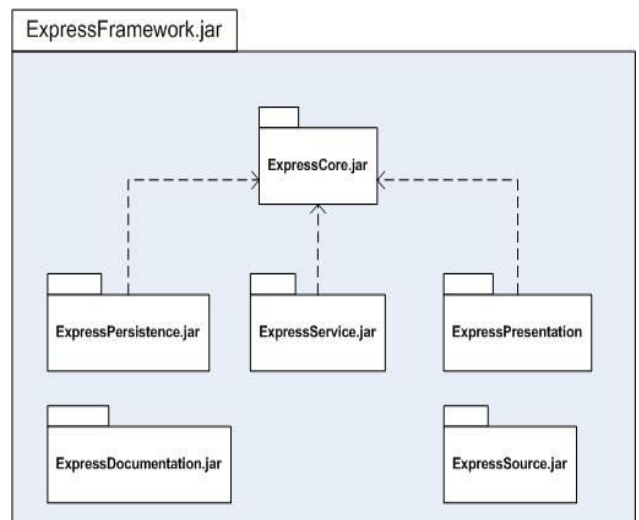 ExpressFramework.jar
ExpressCore.jar
ExpressPersistence.jar
ExpressService.jar
ExpressPresentation
ExpressDocumentation.jar
ExpressSource.jar